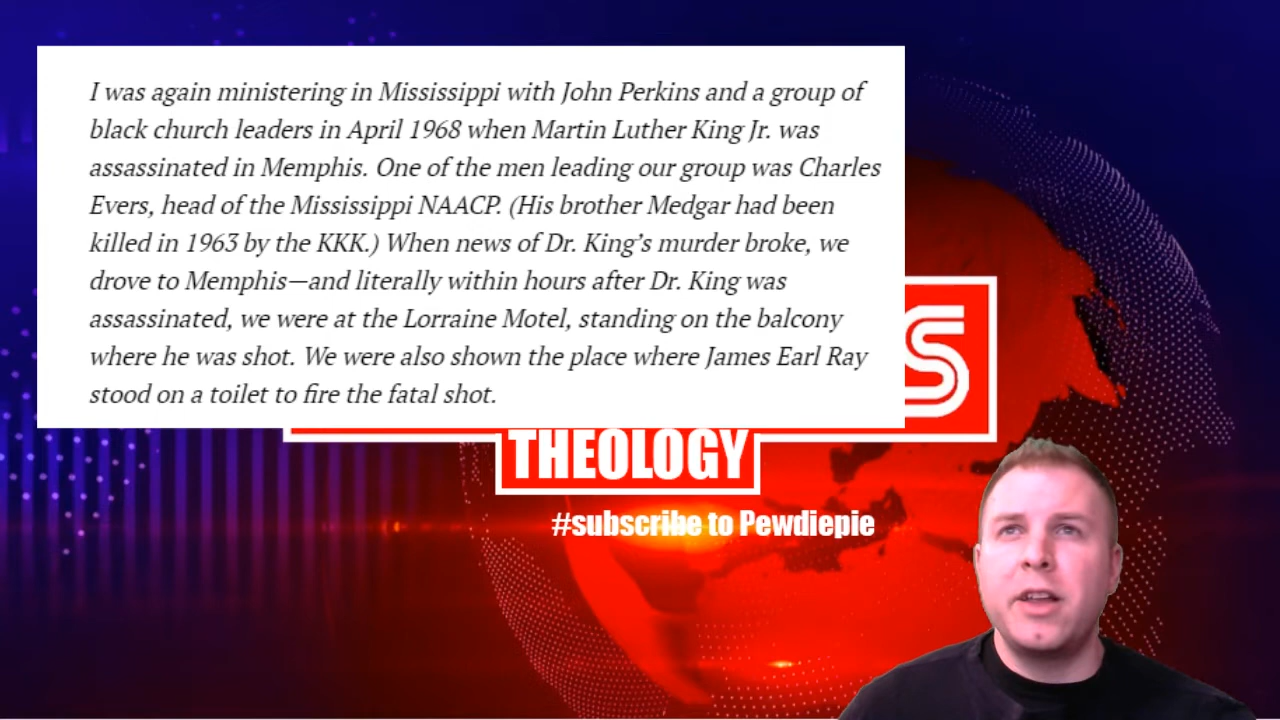 I was again ministering in Mississippi with John Perkins and a group of
black church leaders in April 1968 when Martin Luther King Jr. was
assassinated in Memphis. One of the men leading our group was Charles
Evers, head of the Mississippi NAACP. (His brother Medgar had been
killed in 1963 by the KKK.) When news of Dr. King’s murder broke, we
drove to Memphis—and literally within hours after Dr. King was
assassinated, we were at the Lorraine Motel, standing on the balcony
where he was shot. We were also shown the place where James Earl Ray
stood on a toilet to fire the fatal shot.
S
THEOLOGY
#subscribe to Pewdiepie